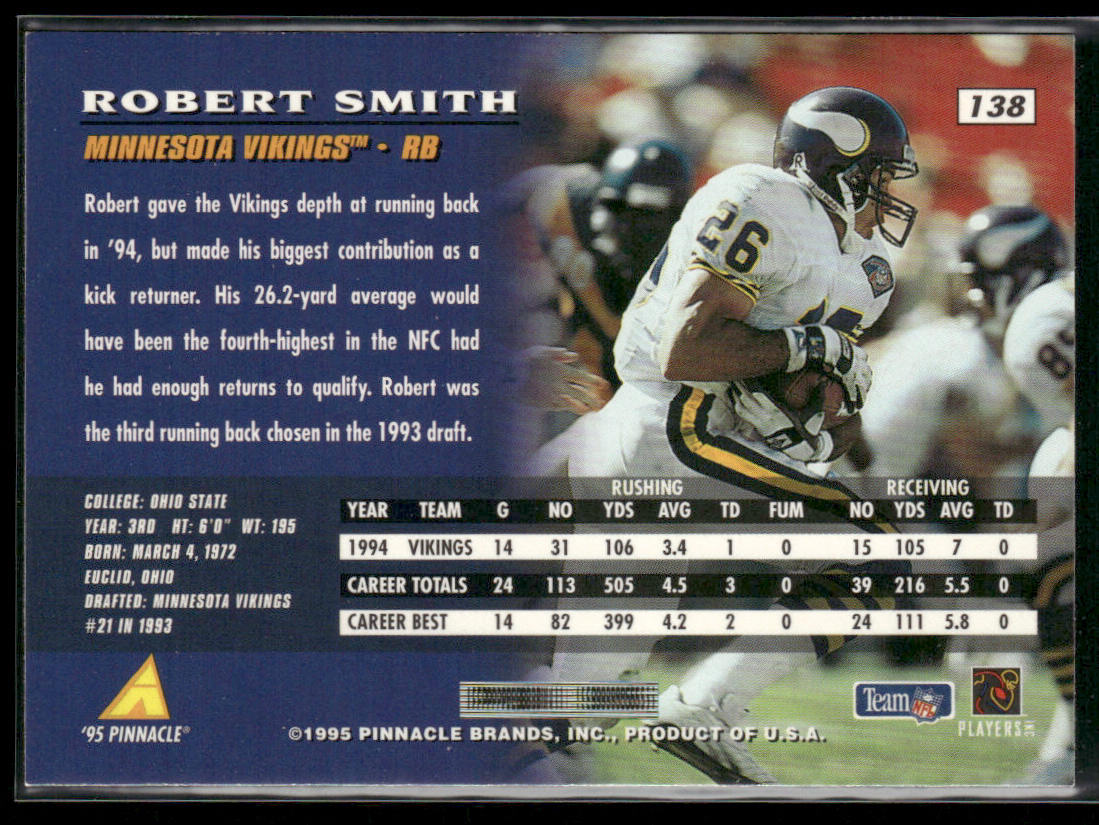 ROBERT SMITH
138
MINNESOTA VIKINGS™ • RB
Robert gave the Vikings depth at running back
in '94, but made his biggest contribution as a
kick returner. His 26.2-yard average would
have been the fourth-highest in the NFC had
he had enough returns to qualify. Robert was
the third running back chosen in the 1993 draft.
26
R
COLLEGE: OHIO STATE
YEAR: 3RD HT: 6'0" WT: 195
BORN: MARCH 4, 1972
EUCLID, OHIO
DRAFTED: MINNESOTA VIKINGS
#21 IN 1993
RUSHING RECEIVING
YEAR TEAM G NO YDS AVG TD FUM NO YDS AVG TD
1994 VIKINGS 14 31 106 3.4 1 0 15 105 7 0
CAREER TOTALS 24 113 505 4.5 3 0 39 216 5.5 0
CAREER BEST 14 82 399 4.2 2 0 24 111 5.8 0
'95 PINNACLE®
©1995 PINNACLE BRANDS, INC., PRODUCT OF U.S.A.
Team NFL
PLAYERS INC